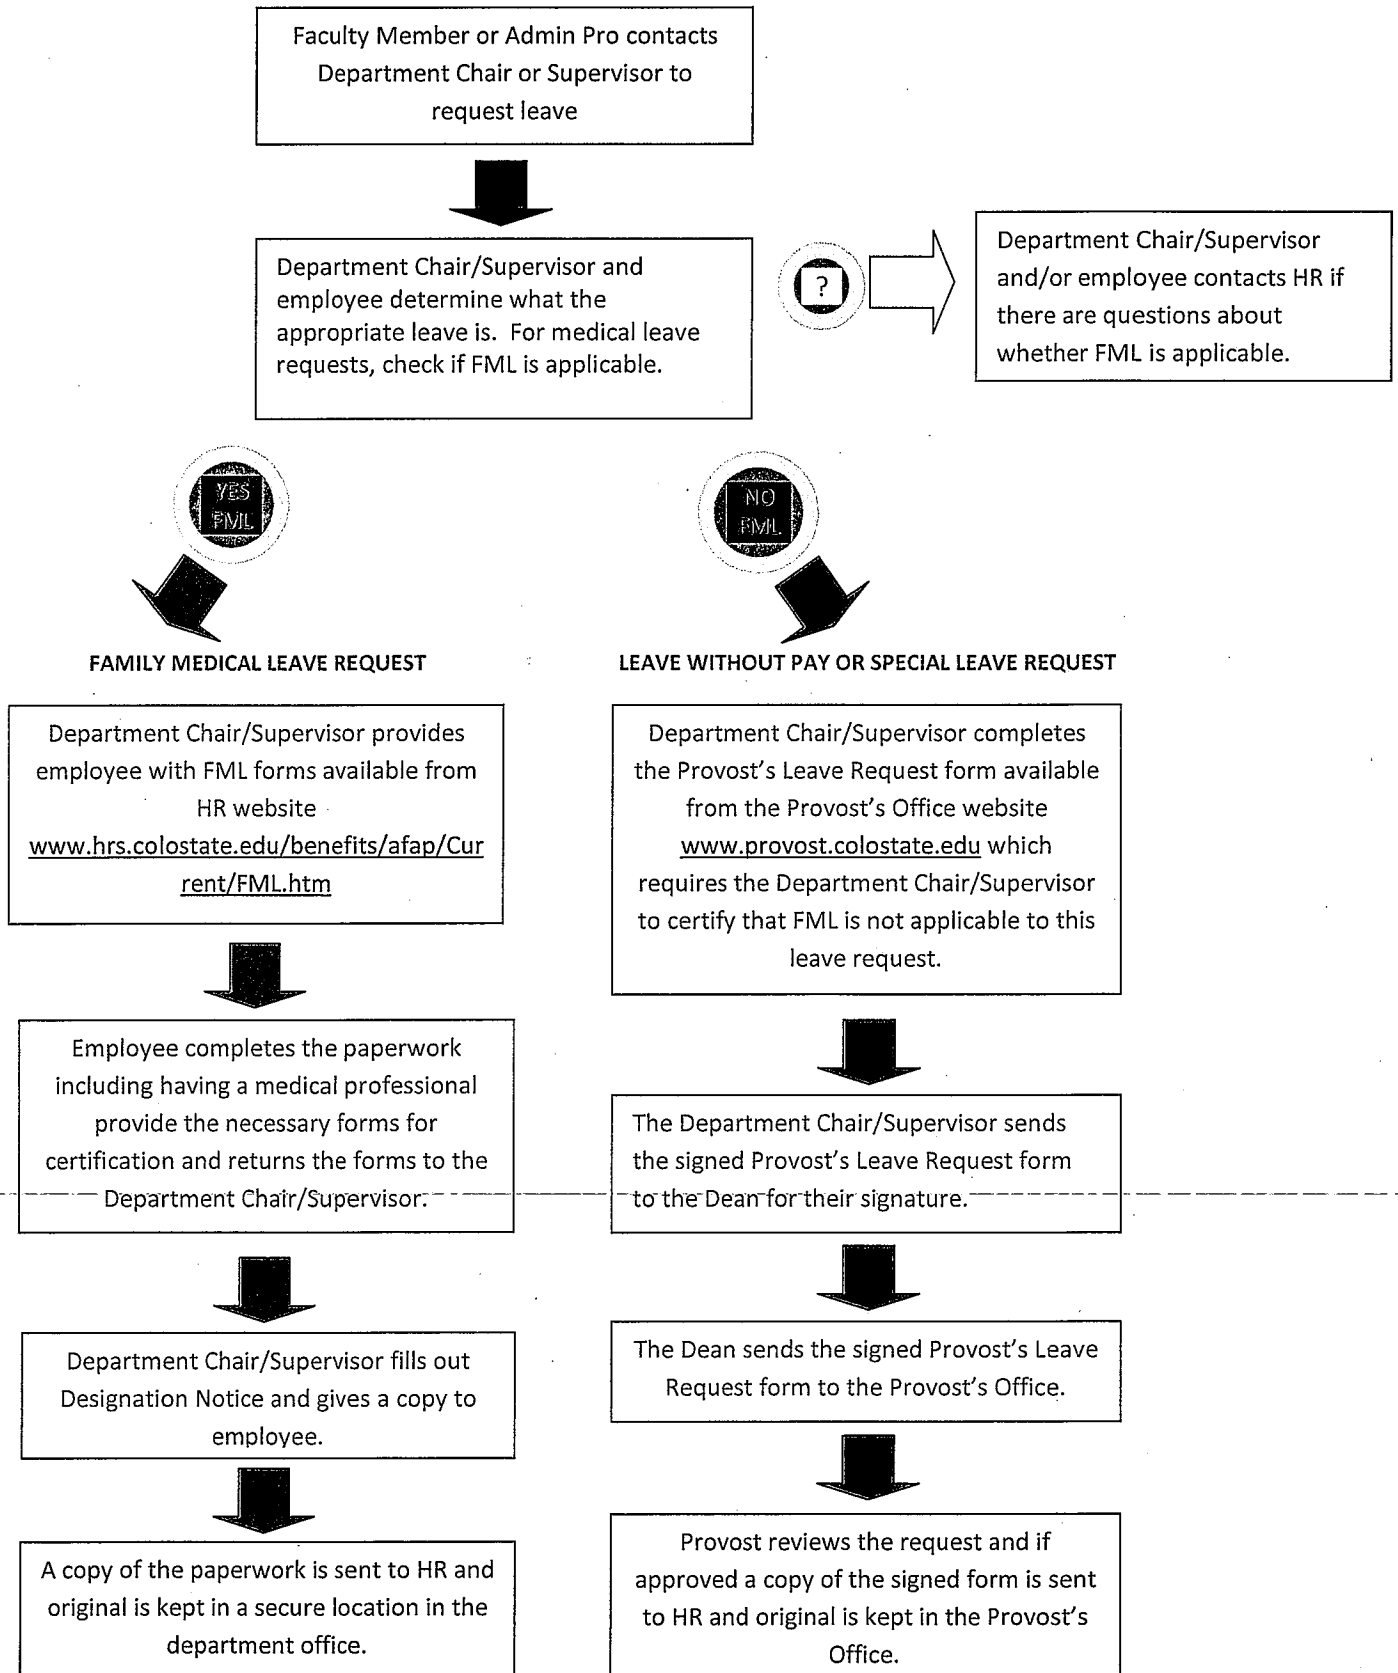 Faculty Member or Admin Pro contacts
Department Chair or Supervisor to
request leave
Department Chair/Supervisor and
employee determine what the
appropriate leave is.  For medical leave
requests, check if FML is applicable.
?
Department Chair/Supervisor
and/or employee contacts HR if
there are questions about
whether FML is applicable.
YES
FML
NO
FML
FAMILY MEDICAL LEAVE REQUEST
Department Chair/Supervisor provides
employee with FML forms available from
HR website
www.hrs.colostate.edu/benefits/afap/Cur
rent/FML.htm
Employee completes the paperwork
including having a medical professional
provide the necessary forms for
certification and returns the forms to the
Department Chair/Supervisor.
Department Chair/Supervisor fills out
Designation Notice and gives a copy to
employee.
A copy of the paperwork is sent to HR and
original is kept in a secure location in the
department office.
LEAVE WITHOUT PAY OR SPECIAL LEAVE REQUEST
Department Chair/Supervisor completes
the Provost's Leave Request form available
from the Provost's Office website
www.provost.colostate.edu which
requires the Department Chair/Supervisor
to certify that FML is not applicable to this
leave request.
The Department Chair/Supervisor sends
the signed Provost's Leave Request form
to the Dean for their signature.
The Dean sends the signed Provost's Leave
Request form to the Provost's Office.
Provost reviews the request and if
approved a copy of the signed form is sent
to HR and original is kept in the Provost's
Office.